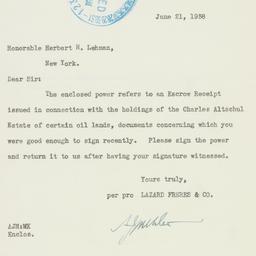 June 21, 1938
Honorable Herbert H. Lehman,
New York.
Dear Sir:
The enclosed power refers to an Escrow Receipt
issued in connection with the holdings of the Charles Altschul
Estate of certain oil lands, documents concerning which you
were good enough to sign recently. Please sign the power
and return it to us after having your signature witnessed.
Yours truly,
per pro LAZARD FRERES & CO.
AJH:MK
Enclos.